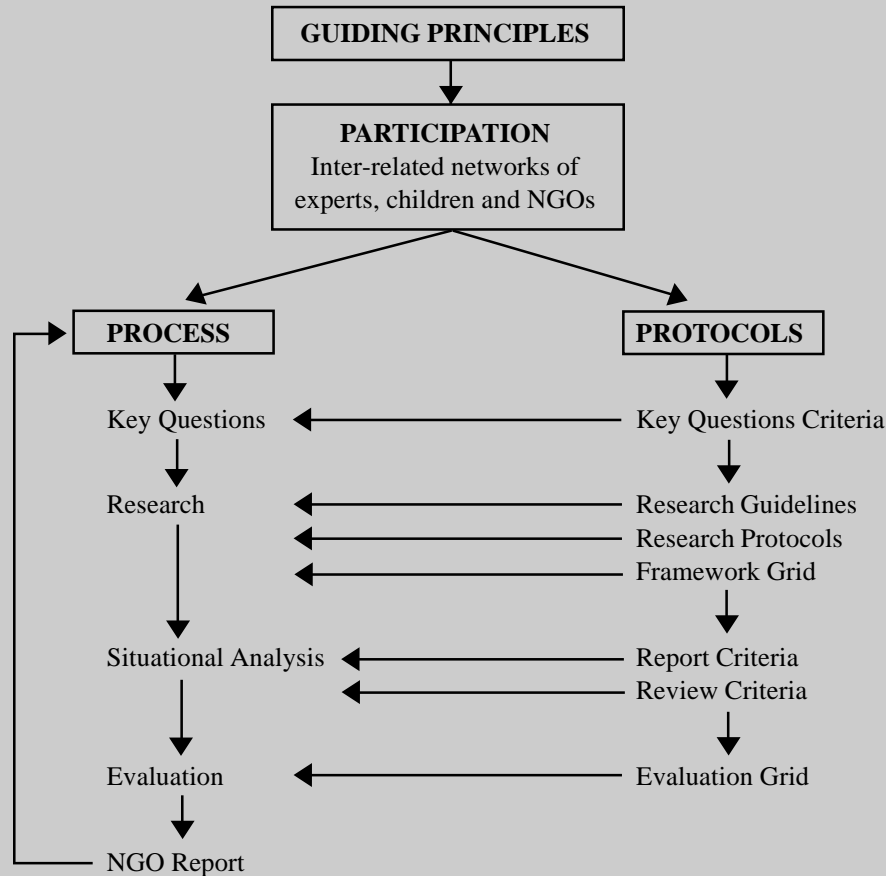 GUIDING PRINCIPLES
PARTICIPATION
Inter-related networks of
experts, children and NGOs
PROCESS
PROTOCOLS
Key Questions
Key Questions Criteria
Research
Research Guidelines
Research Protocols
Framework Grid
Situational Analysis
Report Criteria
Review Criteria
Evaluation
Evaluation Grid
NGO Report